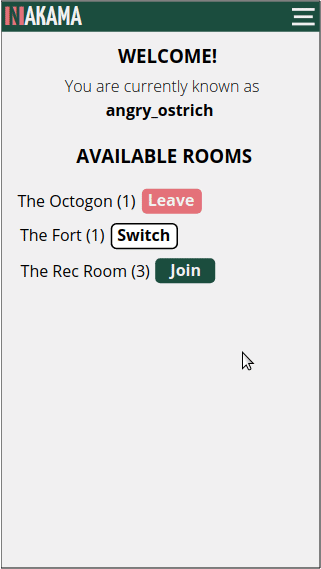 NAKAMA
WELCOME!
You are currently known as
angry_ostrich
AVAILABLE ROOMS
The Octogon (1) Leave
The Fort (1) Switch
The Rec Room (3) Join